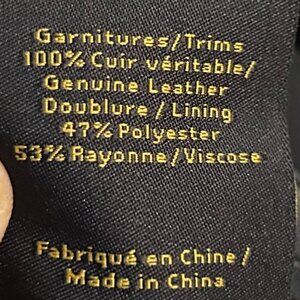 Garnitures/Trims
100% Cuir véritable/
Genuine Leather
Doublure / Lining
47% Polyester
53% Rayonne/Viscose
Fabriqué en Chine/
Made in China